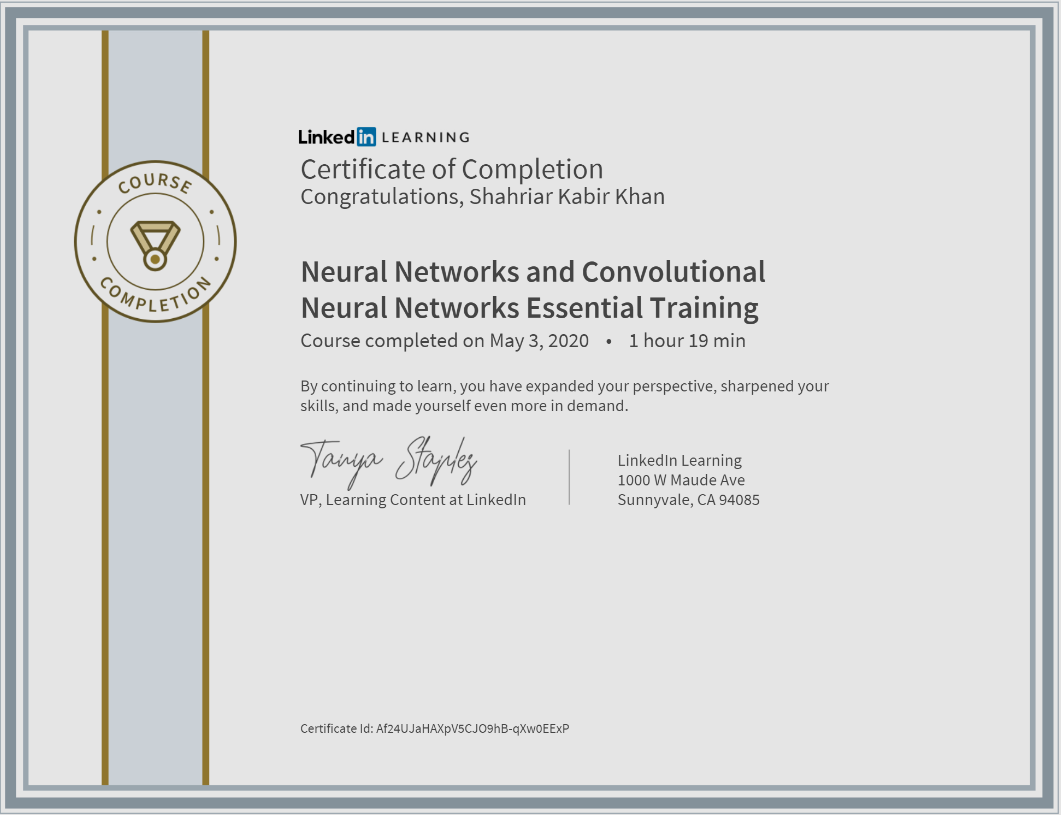 COURSE
COMPLETION
Linked in LEARNING
Certificate of Completion
Congratulations, Shahriar Kabir Khan
Neural Networks and Convolutional
Neural Networks Essential Training
Course completed on May 3, 2020 • 1 hour 19 min
By continuing to learn, you have expanded your perspective, sharpened your
skills, and made yourself even more in demand.
Tanya Staples
VP, Learning Content at LinkedIn
LinkedIn Learning
1000 W Maude Ave
Sunnyvale, CA 94085
Certificate Id: Af24UJaHAXpV5CJO9hB-qXw0EExP